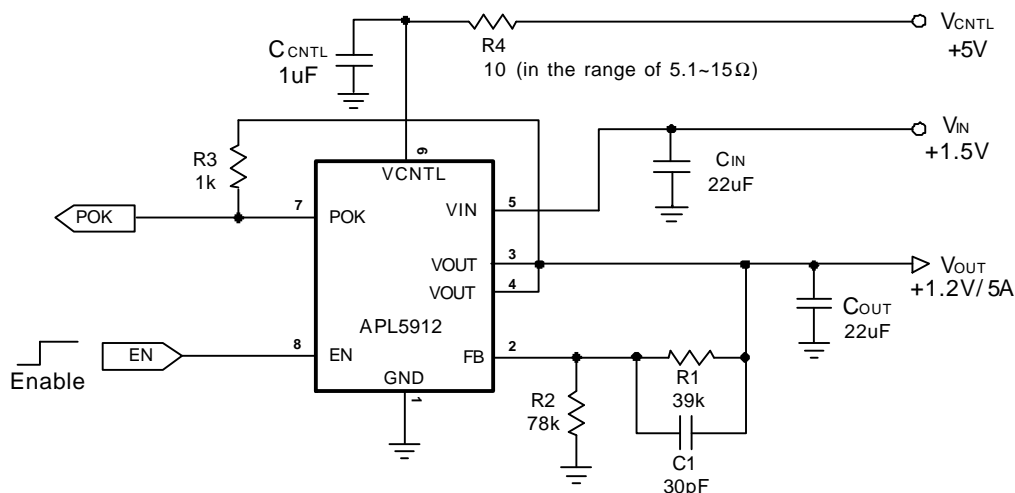 C CNTL
1uF
R4
10 (in the range of 5.1~15Ω)
VCNTL
+5V
R3
1k
6
VCNTL
VIN
+1.5V
CIN
22uF
POK
7
POK
VIN
5
VOUT
3
VOUT
4
VOUT
+1.2V/5A
COUT
22uF
APL5912
Enable
EN
8
EN
FB
2
GND
1
R2
78k
R1
39k
C1
30pF